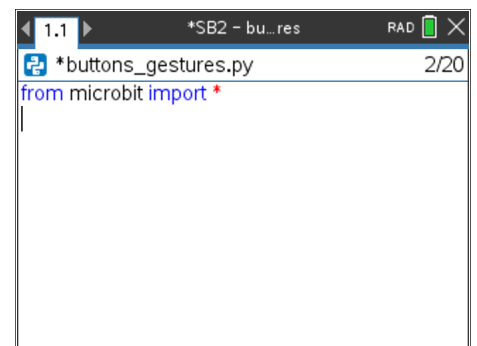 1.1 *SB2 – bu...res RAD
*buttons_gestures.py 2/20
from microbit import *